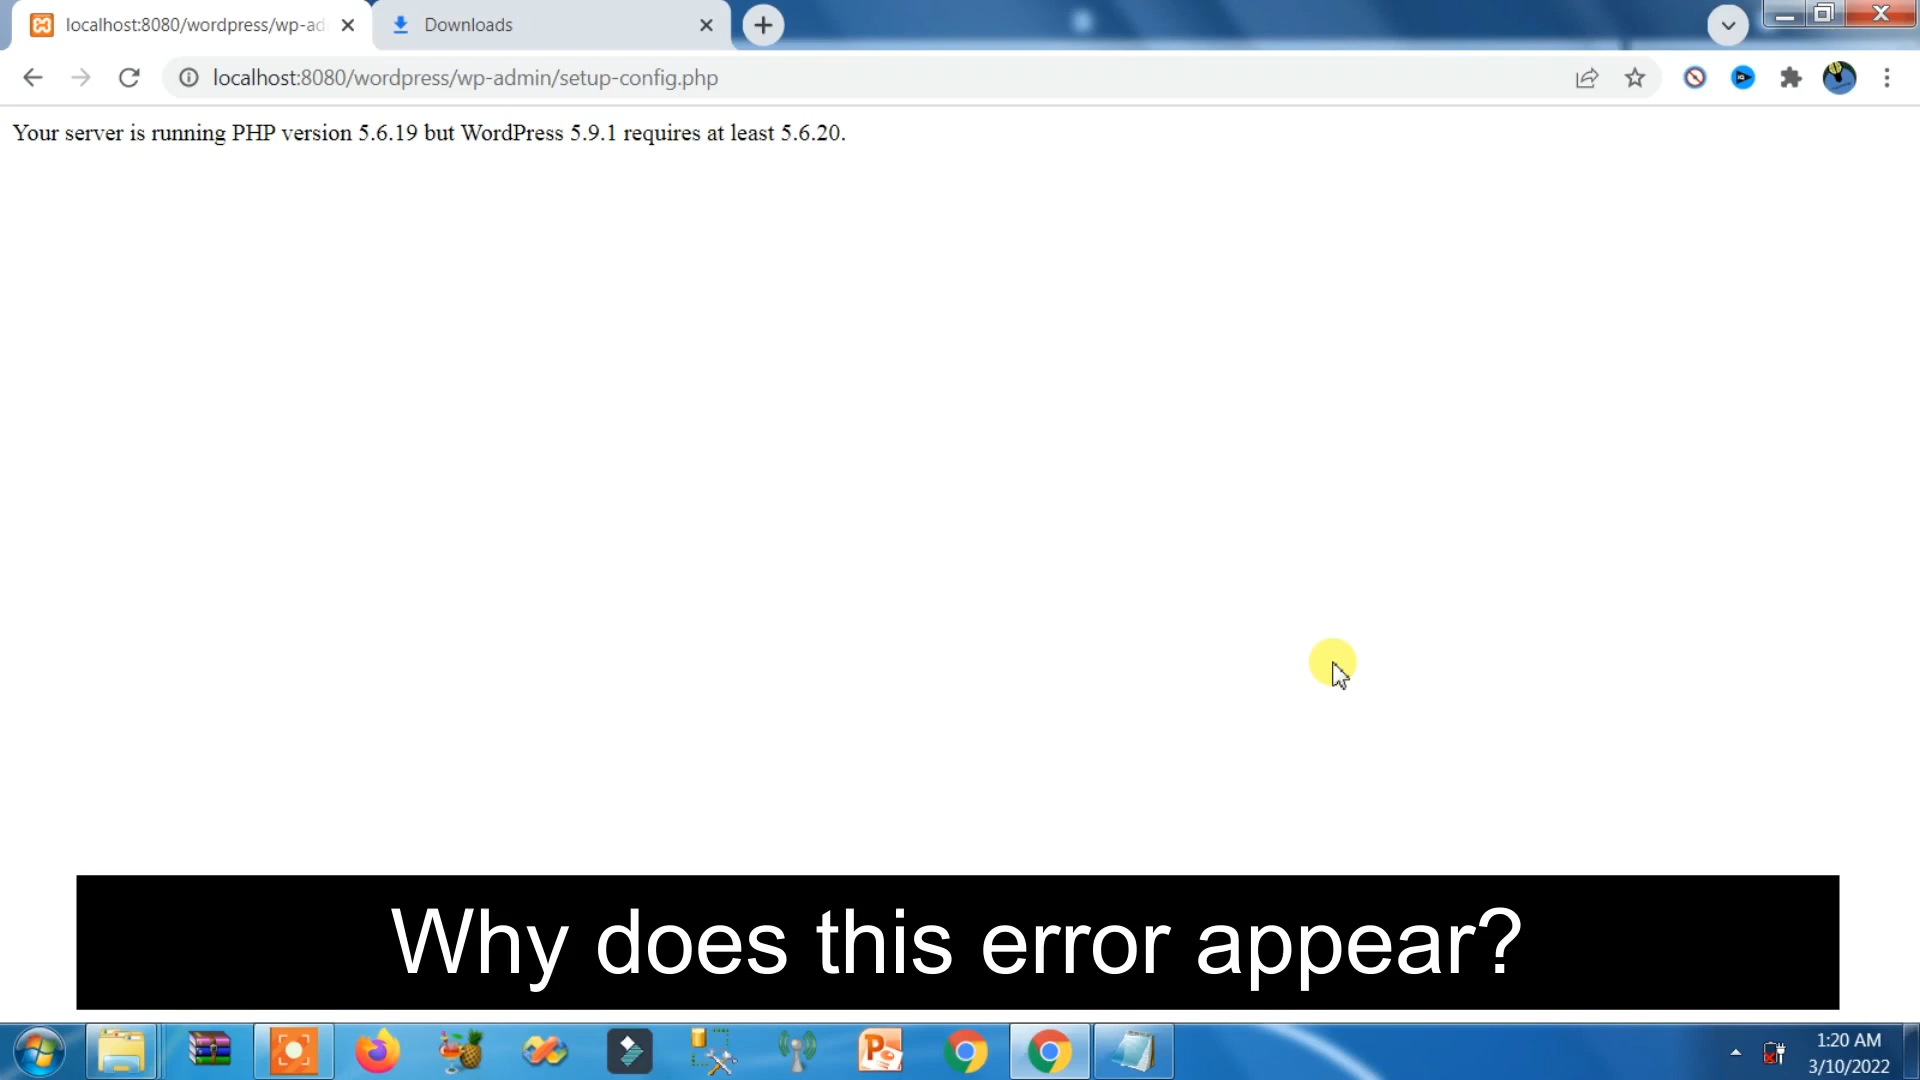 localhost:8080/wordpress/wp-ad
Downloads
localhost:8080/wordpress/wp-admin/setup-config.php
Your server is running PHP version 5.6.19 but WordPress 5.9.1 requires at least 5.6.20.
Why does this error appear?
1:20 AM
3/10/2022